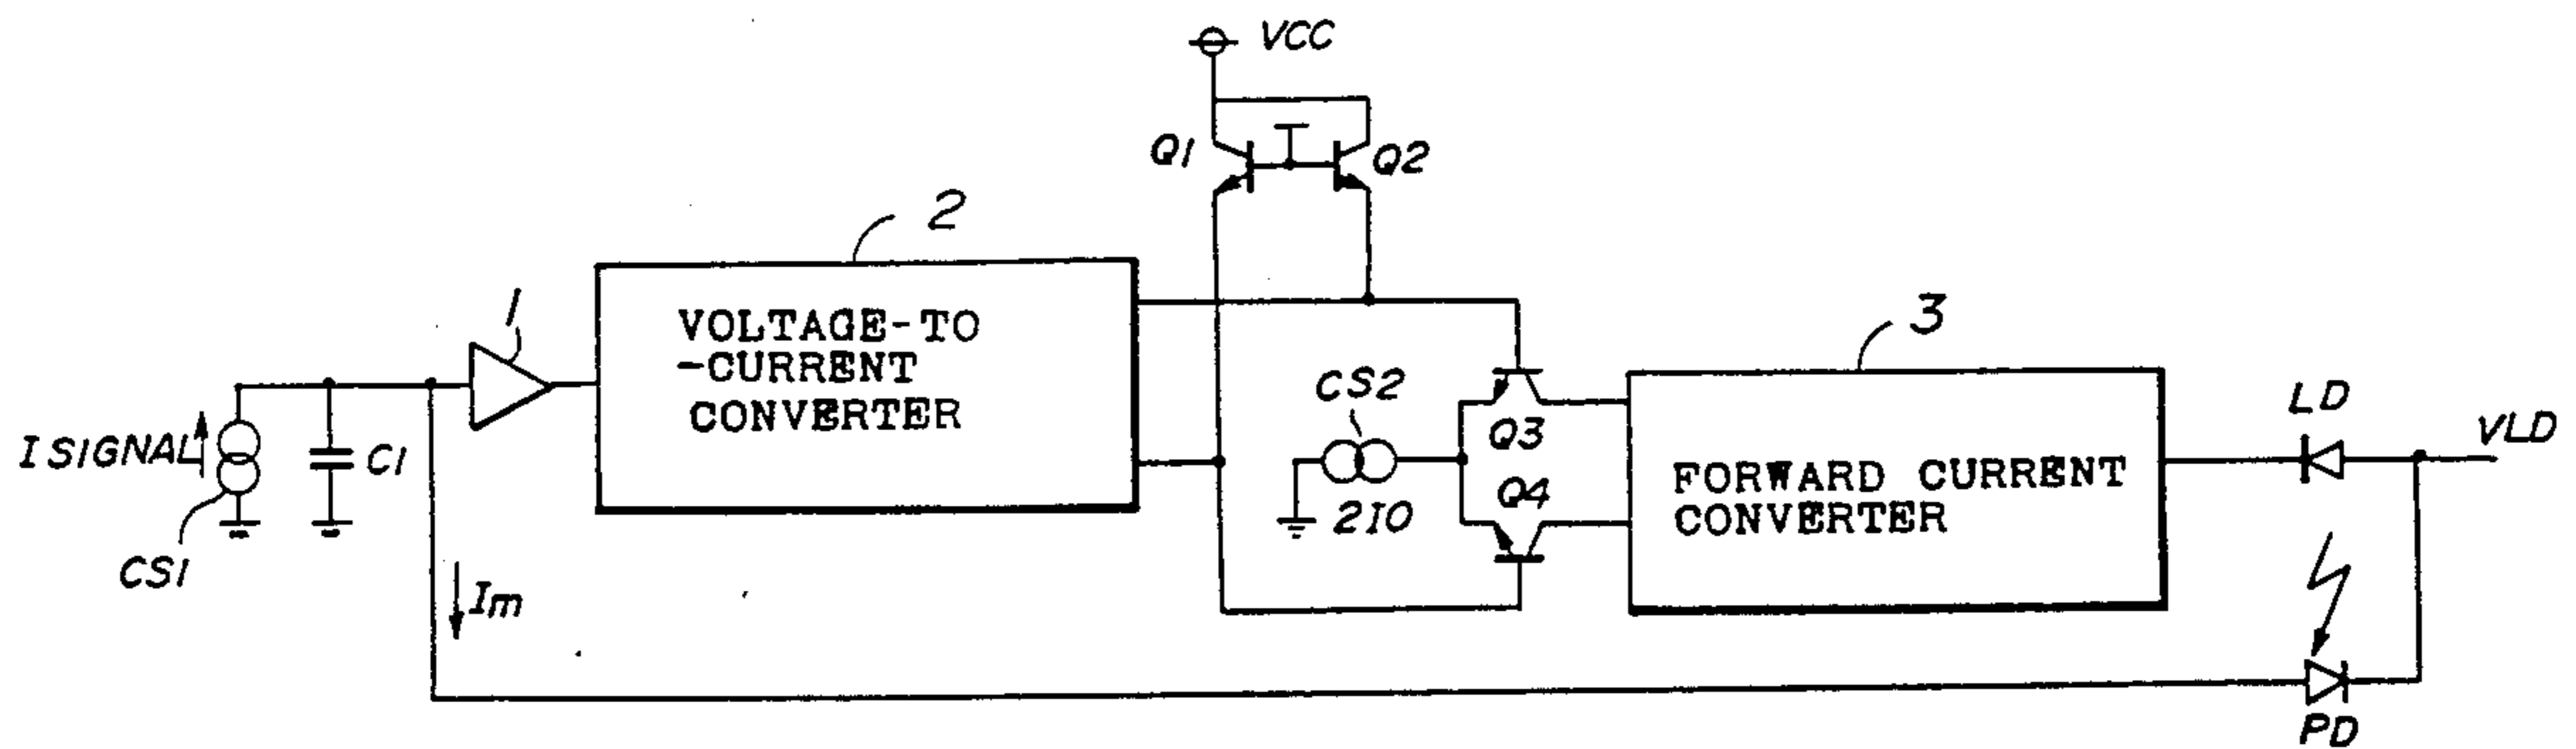 VCC
Q1
Q2
2
1
VOLTAGE-TO
-CURRENT
CONVERTER
3
CS2
Q3
LD
VLD
I SIGNAL
C1
Q4
2I0
FORWARD CURRENT
CONVERTER
CS1
Im
PD